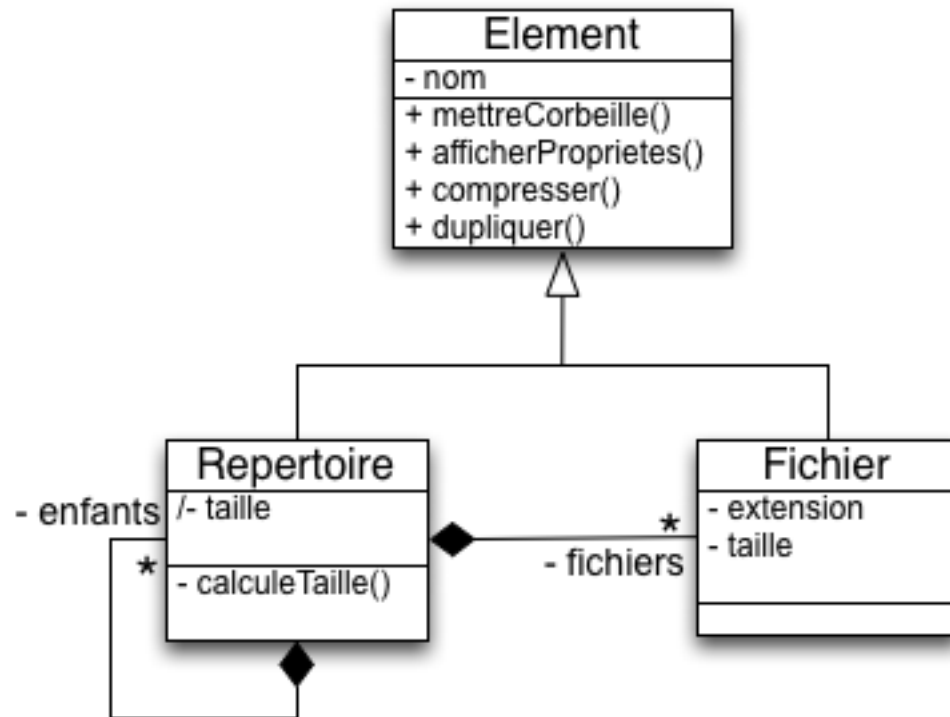 Element
- nom
+ mettreCorbeille()
+ afficherProprietes()
+ compresser()
+ dupliquer()
Repertoire
/- taille
- calculeTaille()
- enfants
*
*
- fichiers
Fichier
- extension
- taille